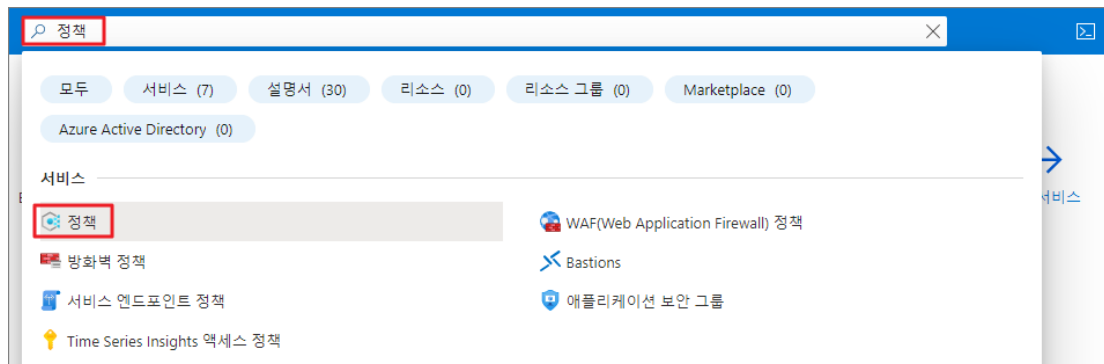 정책
모두 서비스 (7) 설명서 (30) 리소스 (0) 리소스 그룹 (0) Marketplace (0)
Azure Active Directory (0)
서비스
정책 WAF(Web Application Firewall) 정책
방화벽 정책 Bastions
서비스 엔드포인트 정책 애플리케이션 보안 그룹
Time Series Insights 액세스 정책
서비스